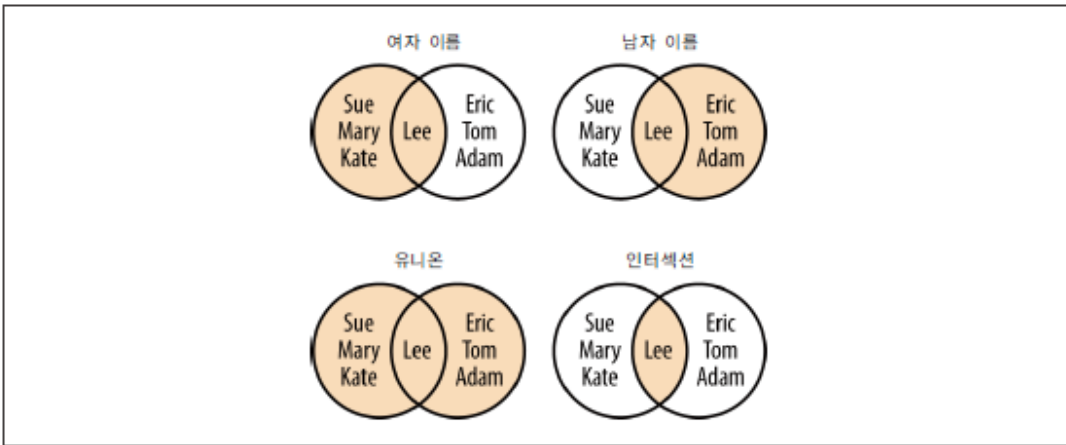 여자 이름
남자 이름
Sue
Mary
Kate
Lee
Eric
Tom
Adam
Sue
Mary
Kate
Lee
Eric
Tom
Adam
유니온
인터섹션
Sue
Mary
Kate
Lee
Eric
Tom
Adam
Sue
Mary
Kate
Lee
Eric
Tom
Adam